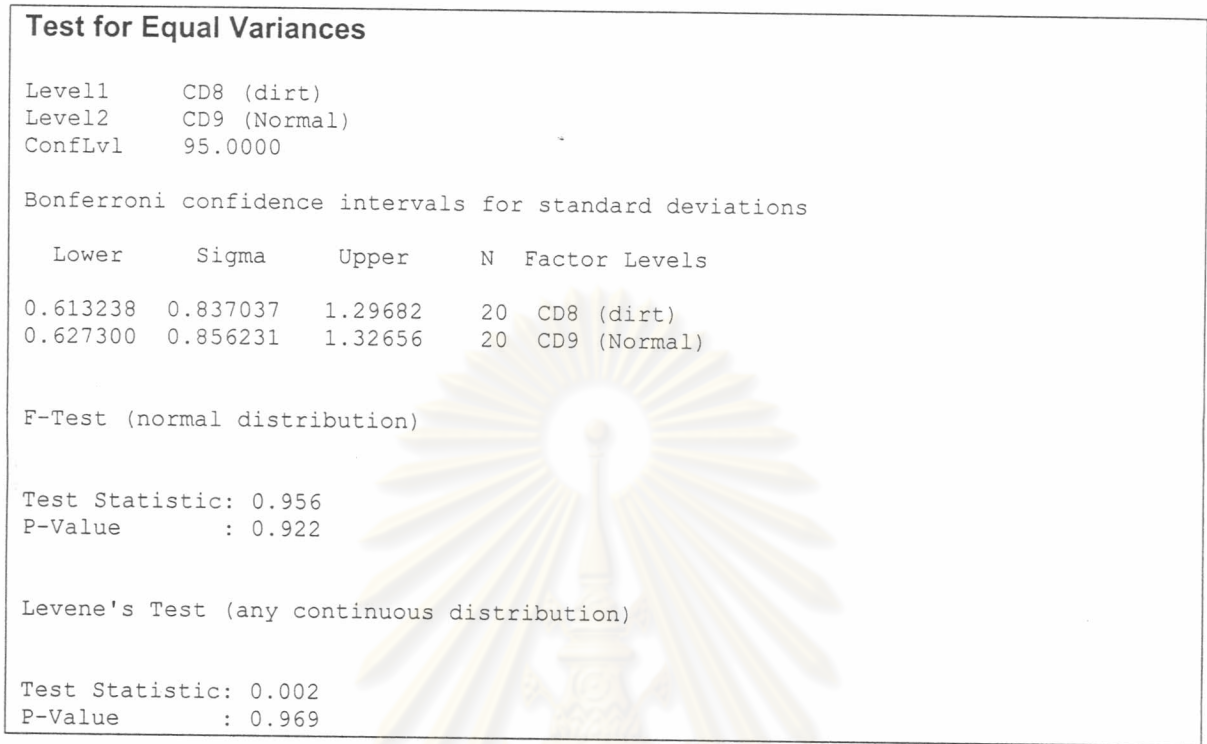 Test for Equal Variances
Level1 CD8 (dirt)
Level2 CD9 (Normal)
ConfLvl 95.0000
Bonferroni confidence intervals for standard deviations
Lower Sigma Upper N Factor Levels
0.613238 0.837037 1.29682 20 CD8 (dirt)
0.627300 0.856231 1.32656 20 CD9 (Normal)
F-Test (normal distribution)
Test Statistic: 0.956
P-Value : 0.922
Levene's Test (any continuous distribution)
Test Statistic: 0.002
P-Value : 0.969